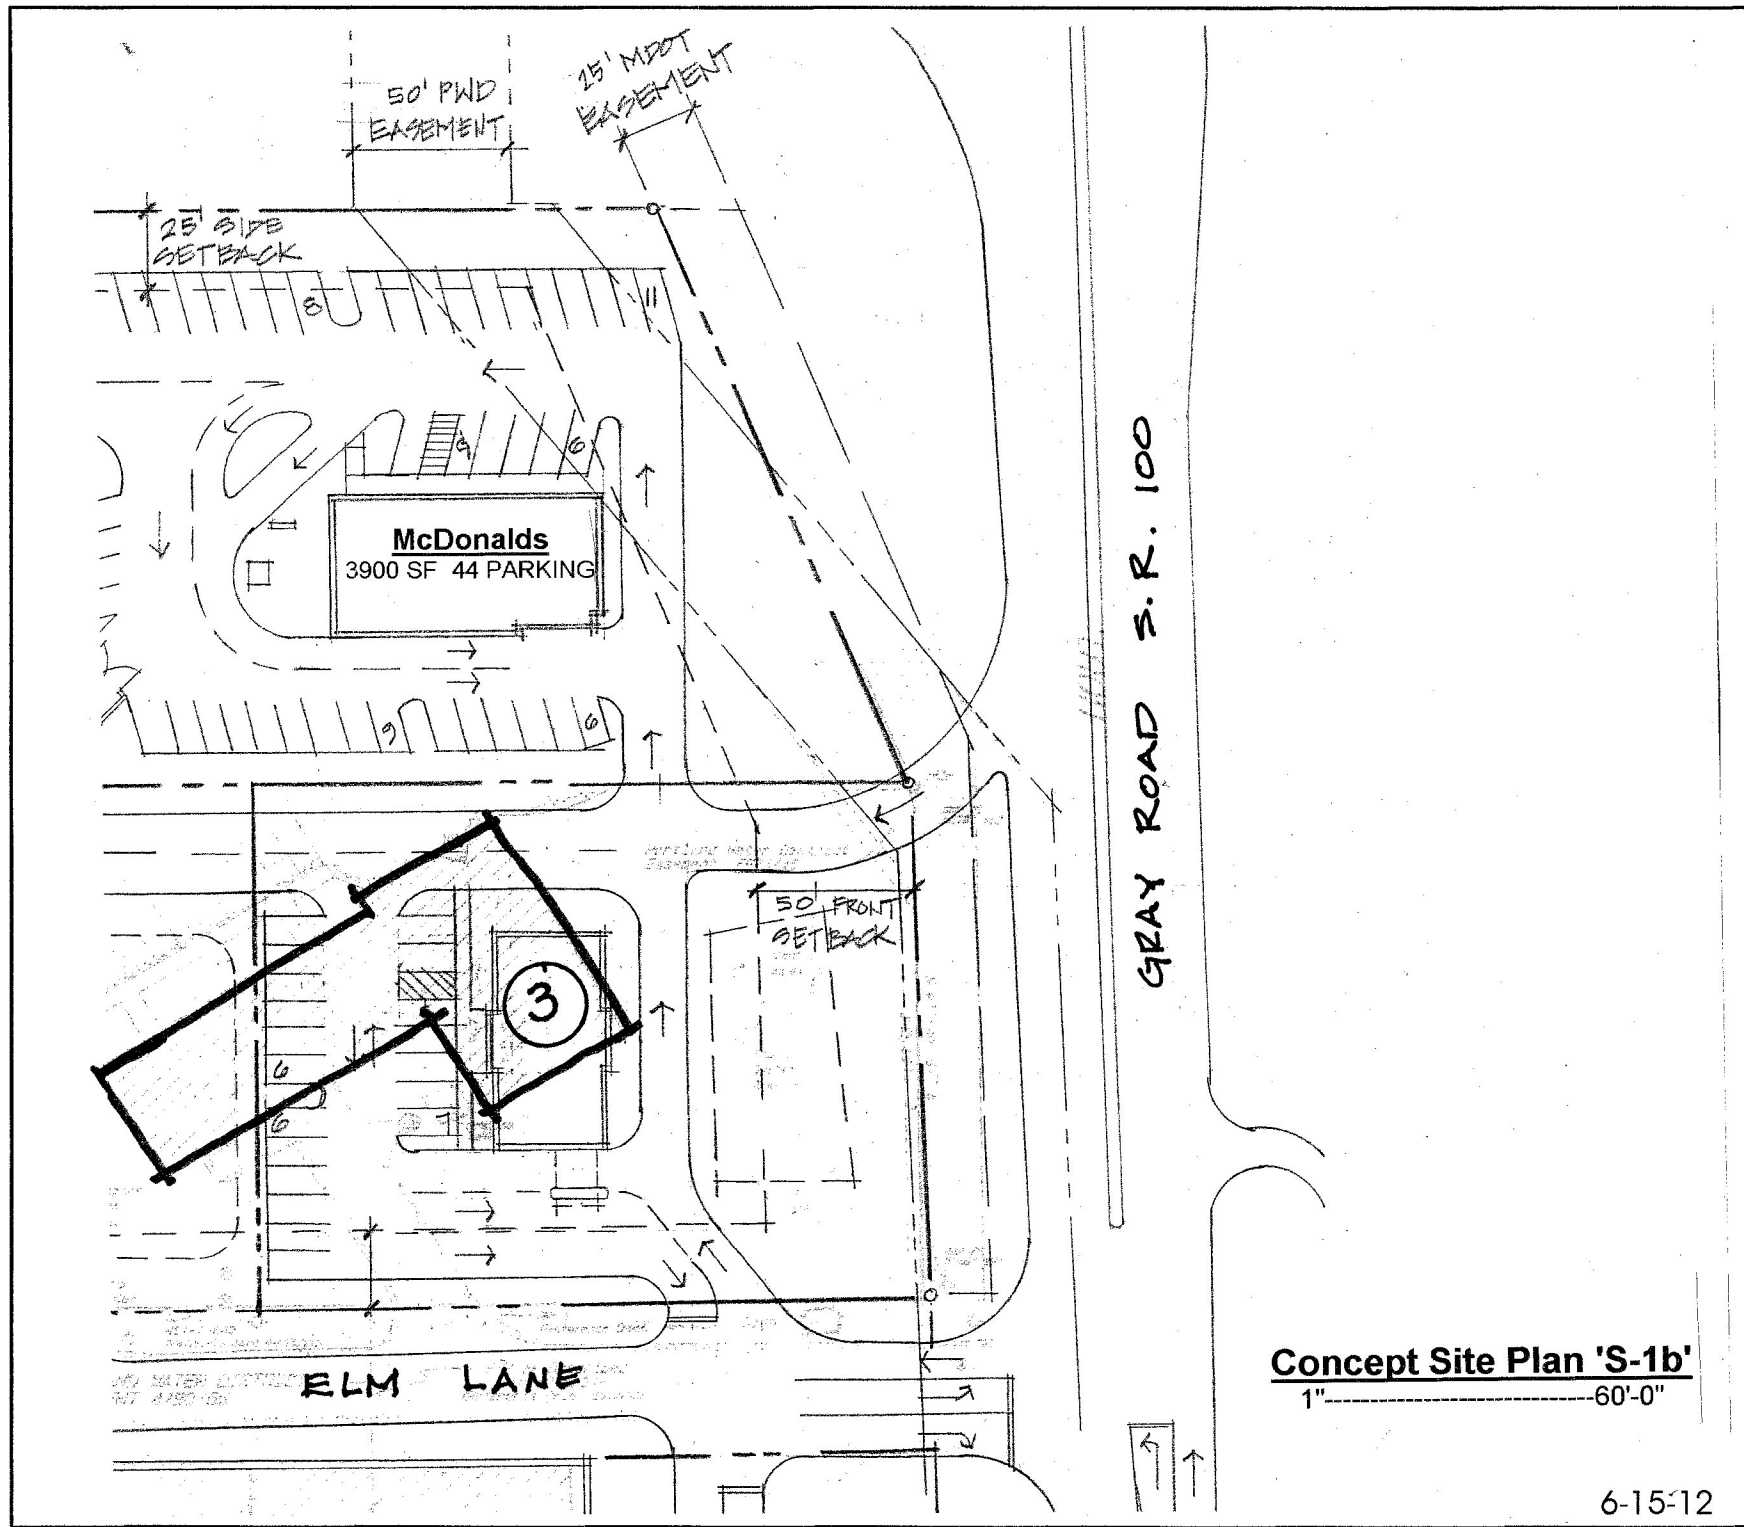 50' PWD
EASEMENT
25' MDOT
EASEMENT
25' SIDE
SETBACK
8
11
9
6
McDonalds
3900 SF 44 PARKING
9
6
S.R. 100
GRAY ROAD
50' FRONT
SETBACK
3
6
6
7
ELM LANE
Concept Site Plan 'S-1b'
1"----------------------------60'-0"
6-15-12